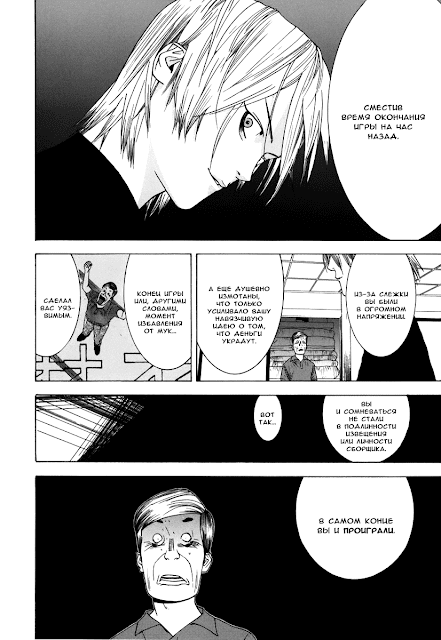 СМЕСТИВ
ВРЕМЯ ОКОНЧАНИЯ
ИГРЫ НА ЧАС
НАЗАД.
ИЗ-ЗА СЛЕЖКИ
ВЫ БЫЛИ
В ОГРОМНОМ
НАПРЯЖЕНИИ.
А ЕЩЕ ДУШЕВНО
ИЗМОТАНЫ,
ЧТО ТОЛЬКО
УСИЛИВАЛО ВАШУ
НАВЯЗЧИВУЮ
ИДЕЮ О ТОМ,
ЧТО ДЕНЬГИ
УКРАДУТ.
КОНЕЦ ИГРЫ
ИЛИ, ДРУГИМИ
СЛОВАМИ,
МОМЕНТ
ИЗБАВЛЕНИЯ
ОТ МУК...
СДЕЛАЛ
ВАС УЯЗ-
ВИМЫМ.
ВЫ
И СОМНЕВАТЬСЯ
НЕ СТАЛИ
В ПОДЛИННОСТИ
ИЗВЕЩЕНИЯ
ИЛИ ЛИЧНОСТИ
СБОРЩИКА.
ВОТ
ТАК...
В САМОМ КОНЦЕ
ВЫ И ПРОИГРАЛИ.